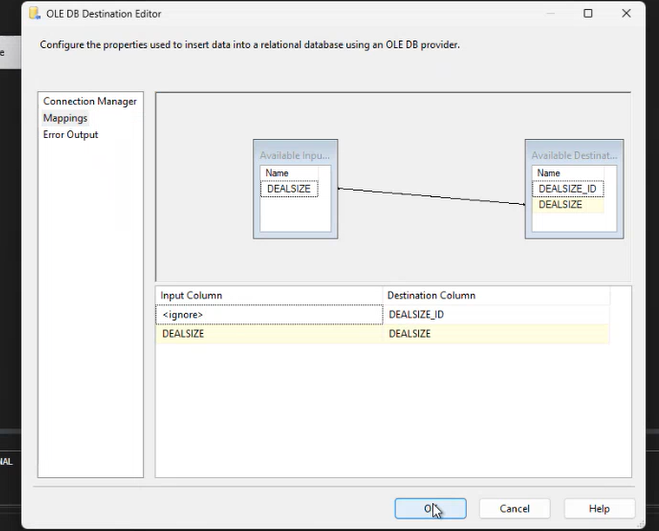 OLE DB Destination Editor
Configure the properties used to insert data into a relational database using an OLE DB provider.
Connection Manager
Mappings
Error Output
Available Inpu...
Name
DEALSIZE
Available Destinat...
Name
DEALSIZE_ID
DEALSIZE
Input Column Destination Column
<ignore> DEALSIZE_ID
DEALSIZE DEALSIZE
NAL
OK Cancel Help